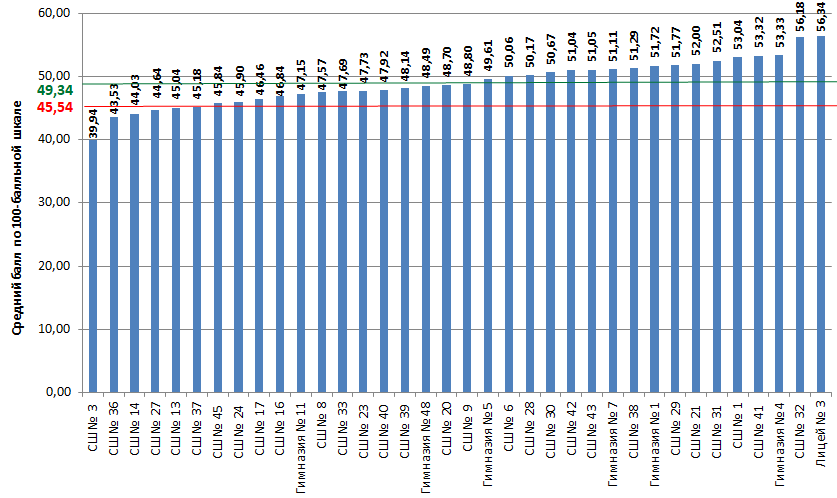 Средний балл по 100-балльной шкале
60,00
50,00
49,34
45,54
40,00
30,00
20,00
10,00
0,00
39,94
43,53
44,03
44,64
45,04
45,18
45,84
45,90
46,46
46,84
47,15
47,57
47,69
47,73
47,92
48,14
48,49
48,70
48,80
49,61
50,06
50,17
50,67
51,04
51,05
51,11
51,29
51,72
51,77
52,00
52,51
53,04
53,32
53,33
56,18
56,34
СШ № 3
СШ № 36
СШ № 14
СШ № 27
СШ № 13
СШ № 37
СШ № 45
СШ № 24
СШ № 17
СШ № 16
Гимназия № 11
СШ № 8
СШ № 33
СШ № 23
СШ № 40
СШ № 39
Гимназия № 48
СШ № 20
СШ № 9
Гимназия №5
СШ № 6
СШ № 28
СШ № 30
СШ № 42
СШ № 43
Гимназия № 7
СШ № 38
Гимназия № 1
СШ № 29
СШ № 21
СШ № 31
СШ № 1
СШ № 41
Гимназия № 4
СШ № 32
Лицей № 3